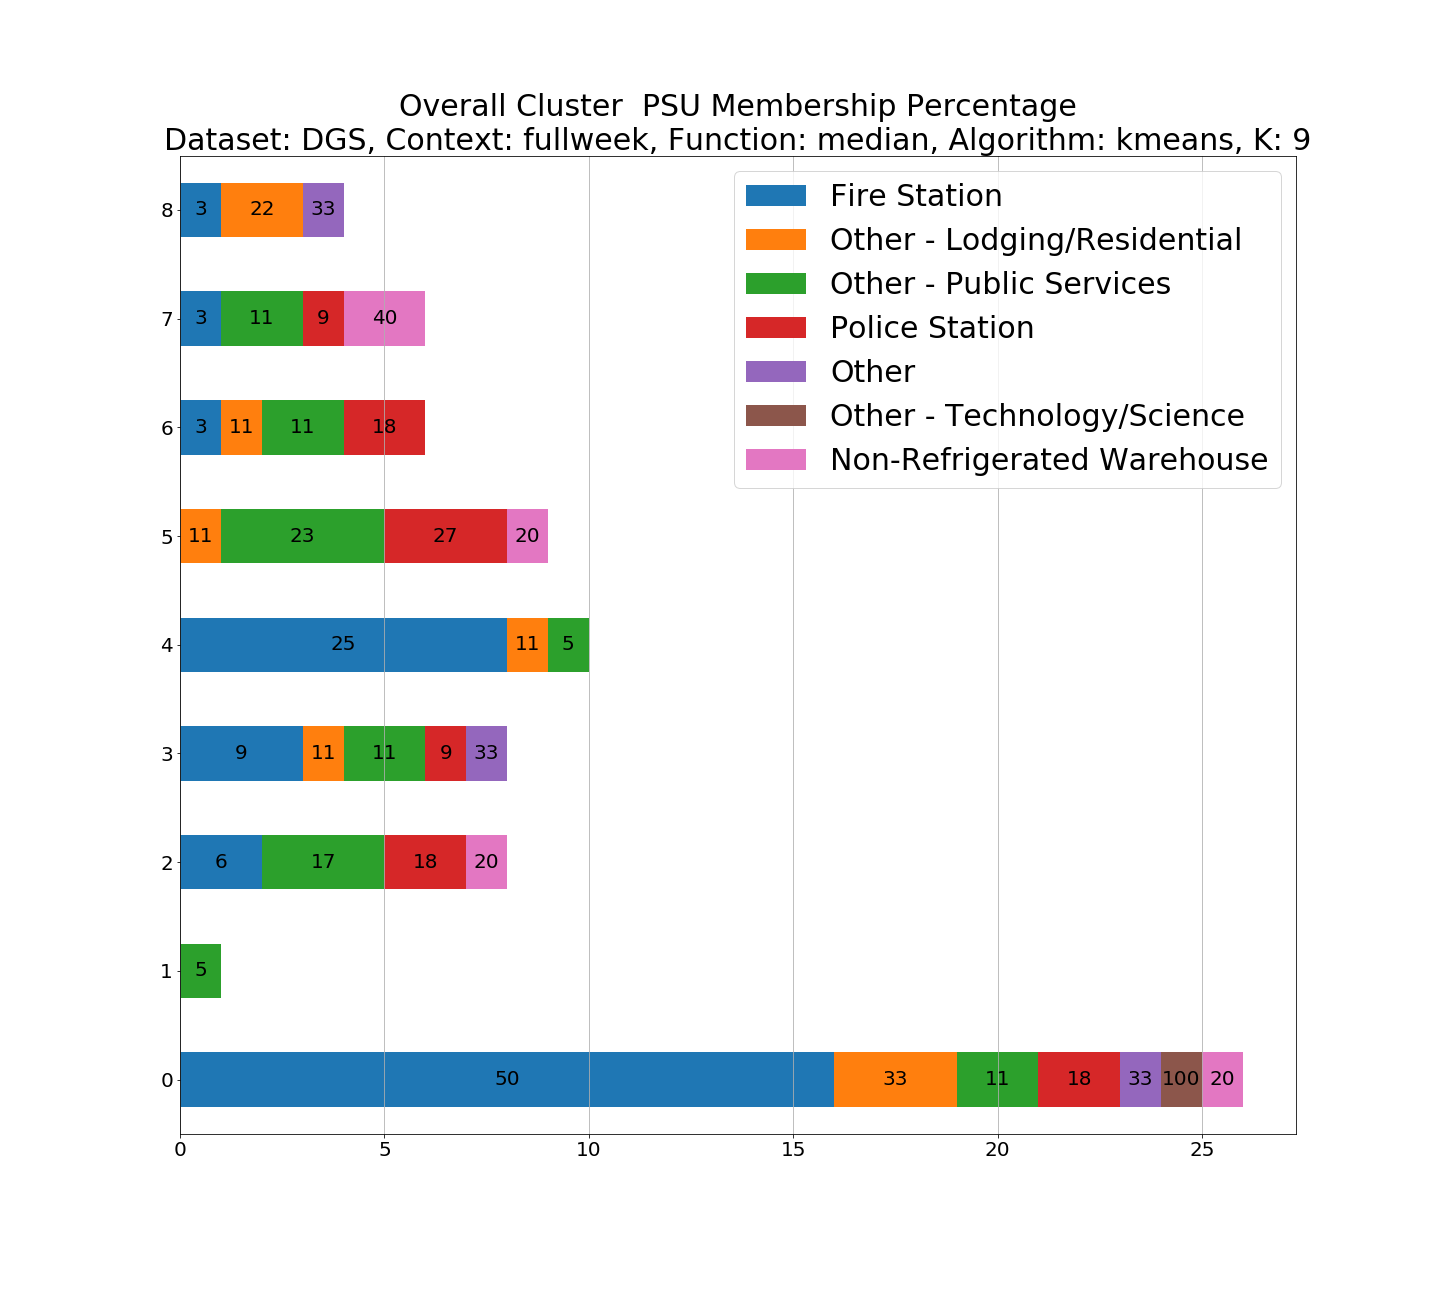 Overall Cluster  PSU Membership Percentage
Dataset: DGS, Context: fullweek, Function: median, Algorithm: kmeans, K: 9
Fire Station
Other - Lodging/Residential
Other - Public Services
Police Station
Other
Other - Technology/Science
Non-Refrigerated Warehouse
8 3 22 33
7 3 11 9 40
6 3 11 11 18
5 11 23 27 20
4 25 11 5
3 9 11 11 9 33
2 6 17 18 20
1 5
0 50 33 11 18 33 100 20
0 5 10 15 20 25